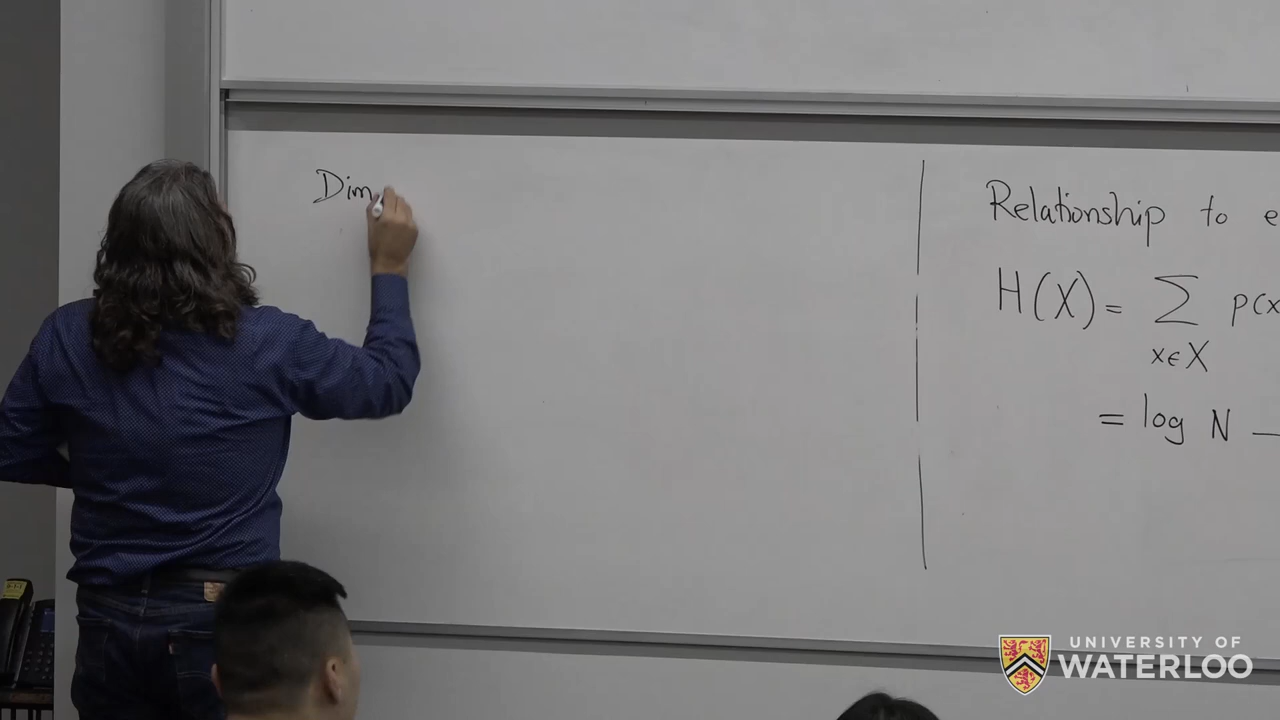 Dim
Relationship to e
H(X) = ∑ p(x
x∈X
= log N –
UNIVERSITY OF
WATERLOO